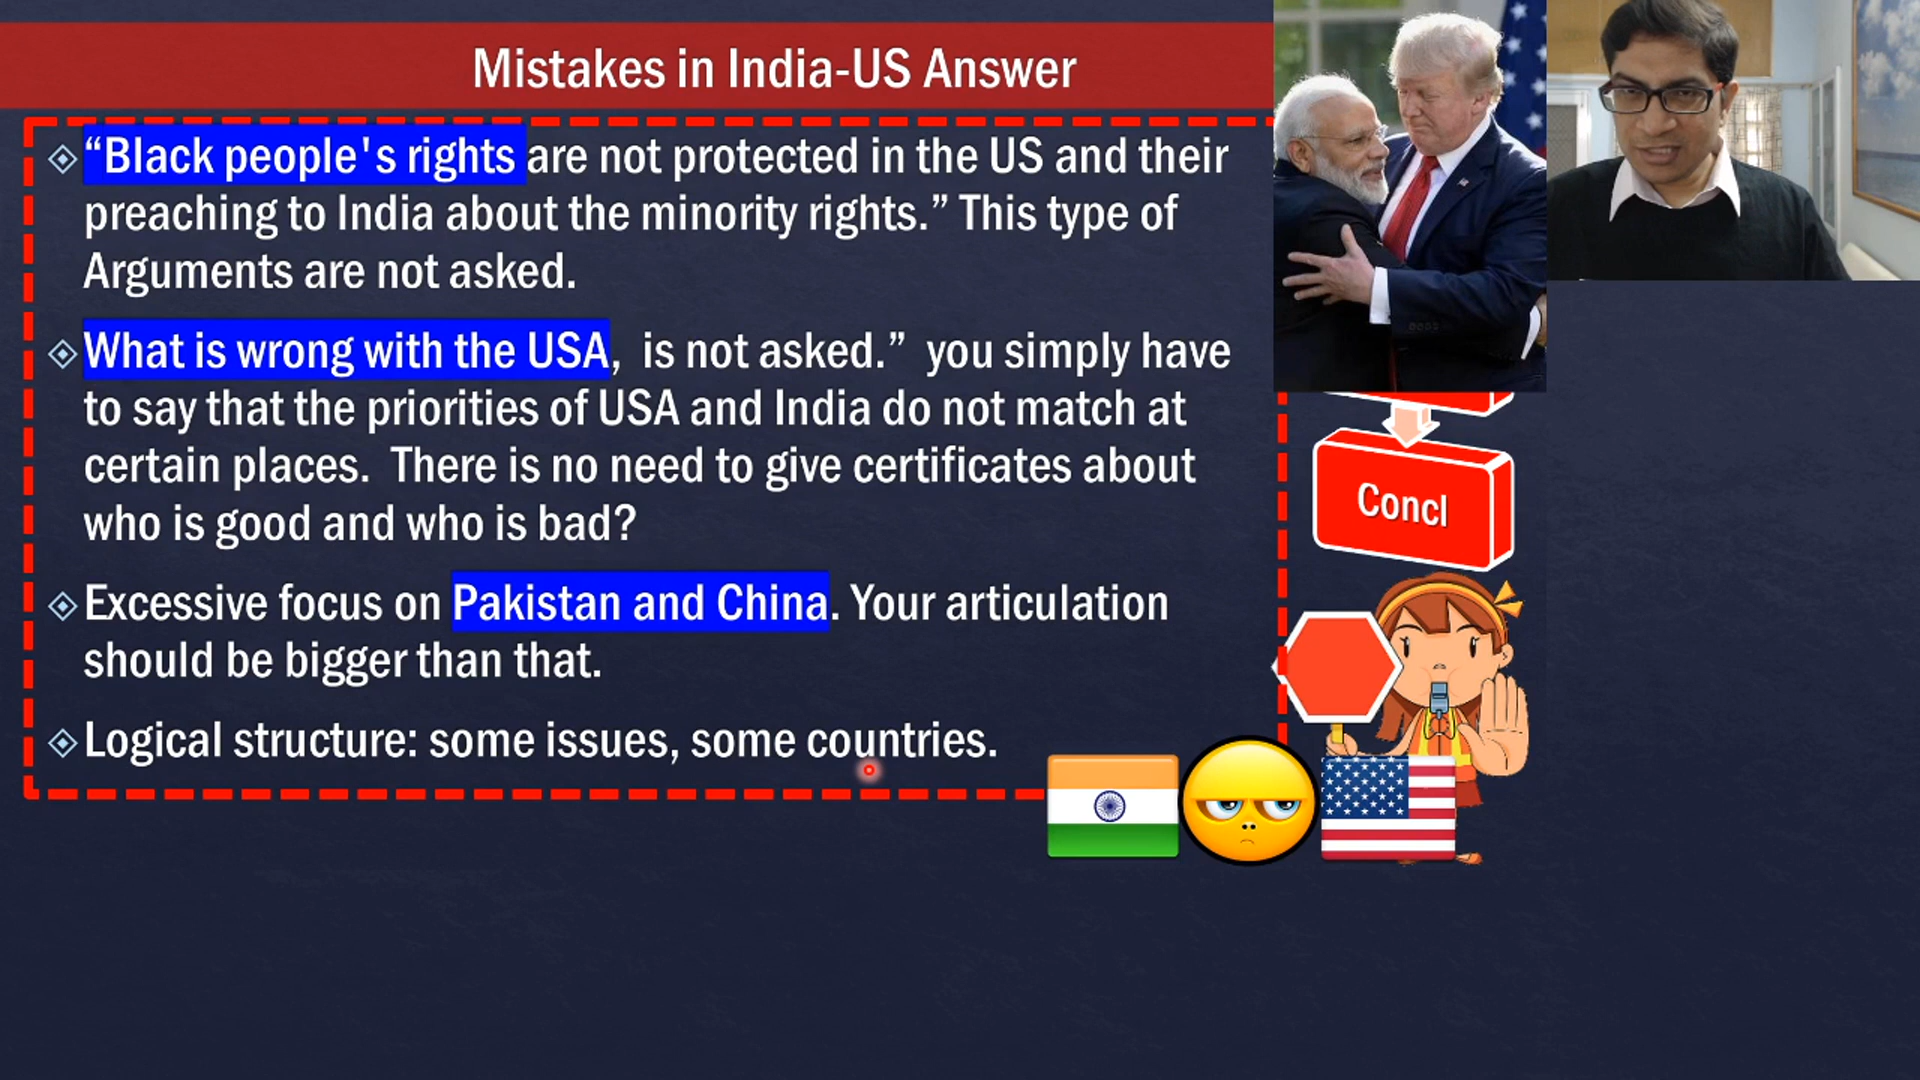 Mistakes in India-US Answer
“Black people's rights are not protected in the US and their
preaching to India about the minority rights.” This type of
Arguments are not asked.
What is wrong with the USA,  is not asked.”  you simply have
to say that the priorities of USA and India do not match at
certain places.  There is no need to give certificates about
who is good and who is bad?
Excessive focus on Pakistan and China. Your articulation
should be bigger than that.
Logical structure: some issues, some countries.
Concl